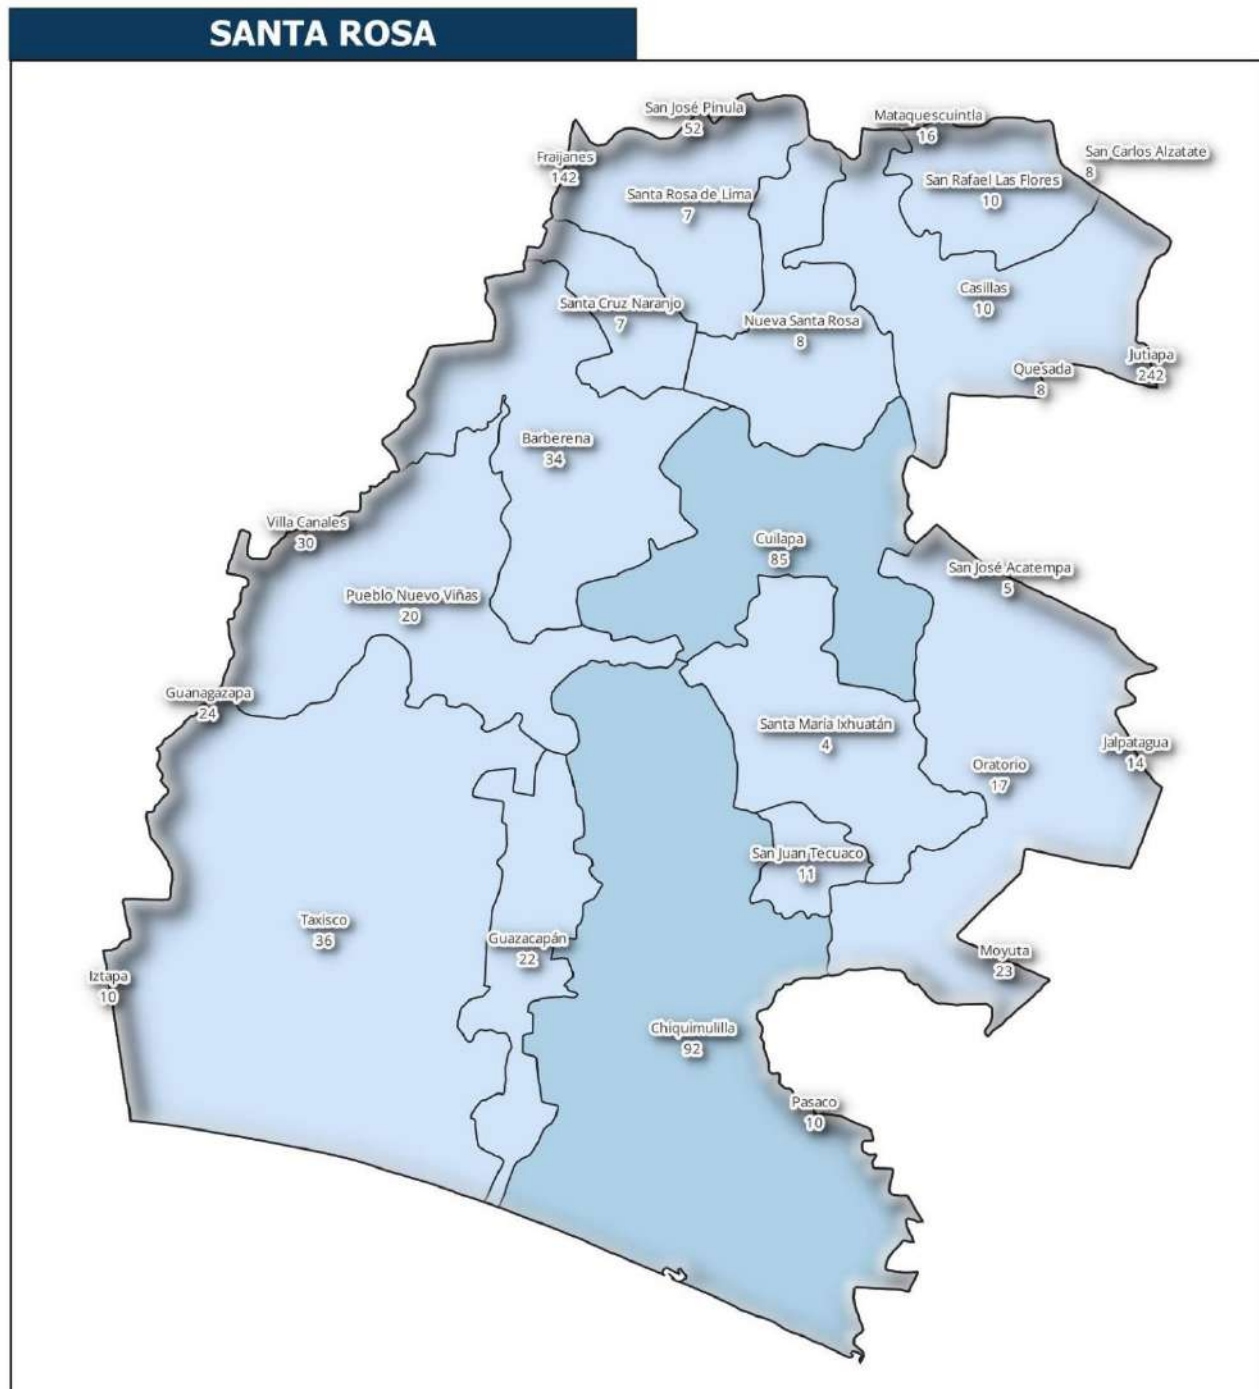 SANTA ROSA
San José Pinula
52
Mataquescuintla
16
Fraijanes
142
San Carlos Alzatate
8
San Rafael Las Flores
10
Santa Rosa de Lima
7
Casillas
10
Santa Cruz Naranjo
7
Nueva Santa Rosa
8
Jutiapa
242
Quesada
8
Barberena
34
Villa Canales
30
Cuilapa
85
San José Acatempa
5
Pueblo Nuevo Viñas
20
Guanagazapa
24
Santa María Ixhuatán
4
Jalpatagua
14
Oratorio
17
San Juan Tecuaco
11
Taxisco
36
Guazacapán
22
Moyuta
23
Iztapa
10
Chiquimulilla
92
Pasaco
10